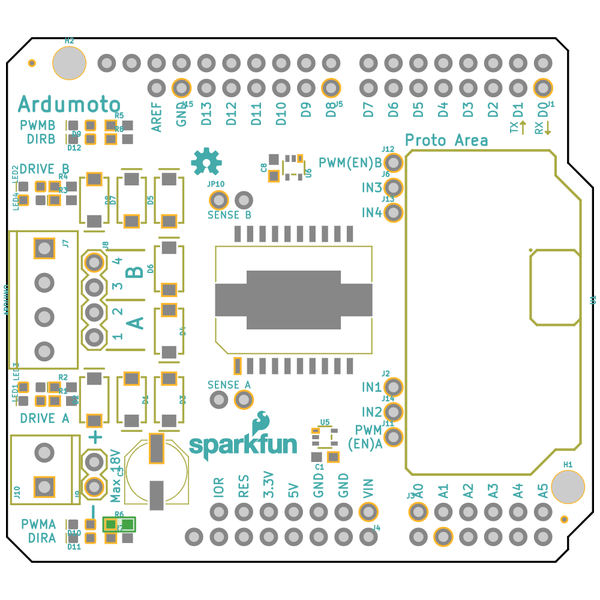 H2
J15
J5
J1
Ardumoto
AREF
GND
D13
D12
D11
D10
D9
D8
D7
D6
D5
D4
D3
D2
D1
D0
TX
RX
R5
PWMB
DIRB
R8
D12
Proto Area
DRIVE B
LED2
LED4
R4
R3
D8
D7
D5
JP10
SENSE B
C8
U6
PWM(EN)B
J12
IN3
J6
IN4
J13
J7
J8
4
3
B
2
1
A
D6
D4
LED3
LED1
R2
R1
DRIVE A
D1
D3
SENSE A
IN1
J2
IN2
J14
PWM
(EN)A
J11
U5
C1
sparkfun
+
-
Max 18V
J10
J9
IOR
RES
3.3V
5V
GND
GND
VIN
J4
J3
A0
A1
A2
A3
A4
A5
H1
PWMA
DIRA
R6
D10
D11